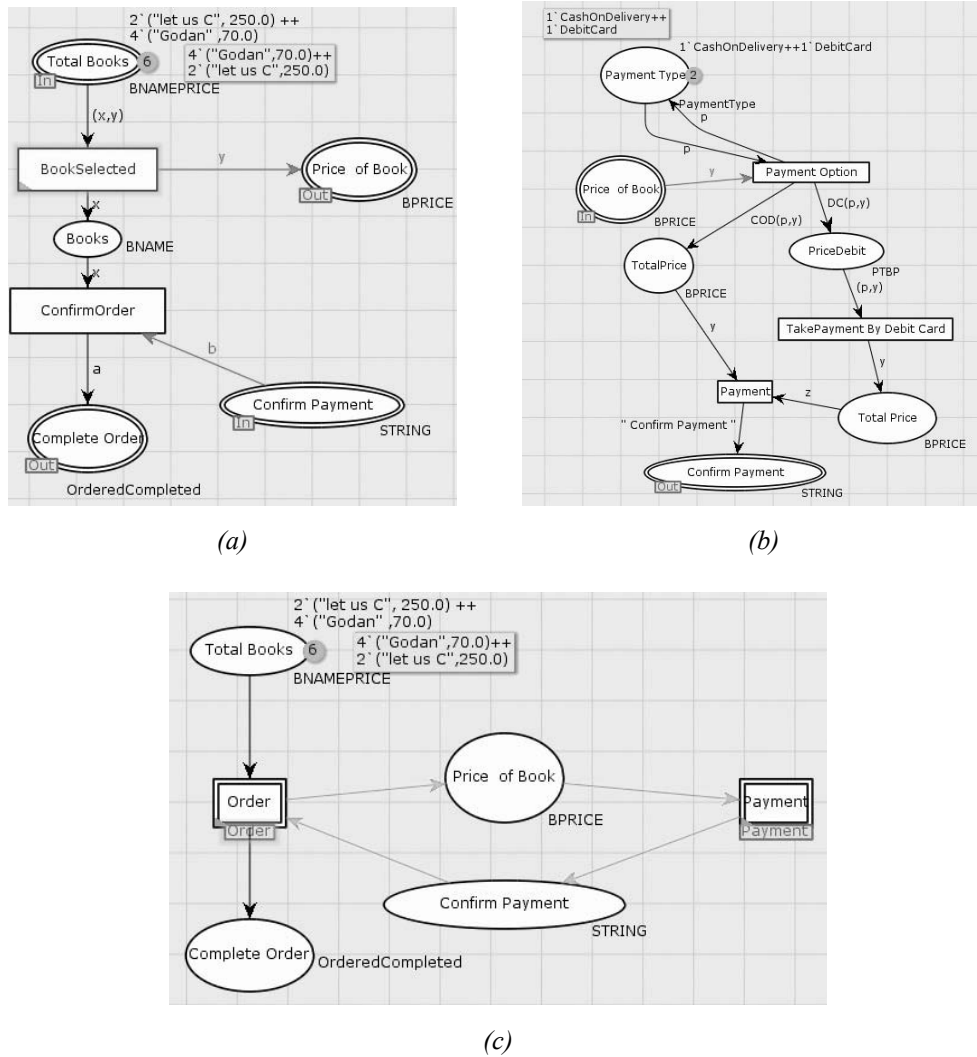 2`("let us C", 250.0) ++
4`("Godan" ,70.0)
4`("Godan",70.0)++
2`("let us C",250.0)
Total Books
6
In
BNAMEPRICE
(x,y)
BookSelected
y
Price of Book
Out
BPRICE
x
Books
BNAME
x
ConfirmOrder
b
a
Confirm Payment
In
STRING
Complete Order
Out
OrderedCompleted
(a)
1`CashOnDelivery++
1`DebitCard
1`CashOnDelivery++1`DebitCard
Payment Type
2
PaymentType
p
p
Payment Option
Price of Book
y
In
BPRICE
COD(p,y)
DC(p,y)
TotalPrice
BPRICE
PriceDebit
PTBP
(p,y)
TakePayment By Debit Card
y
y
Payment
z
Total Price
BPRICE
" Confirm Payment "
Confirm Payment
Out
STRING
(b)
2`("let us C", 250.0) ++
4`("Godan" ,70.0)
4`("Godan",70.0)++
2`("let us C",250.0)
Total Books
6
BNAMEPRICE
Order
Order
Price of Book
BPRICE
Payment
Payment
Confirm Payment
STRING
Complete Order
OrderedCompleted
(c)